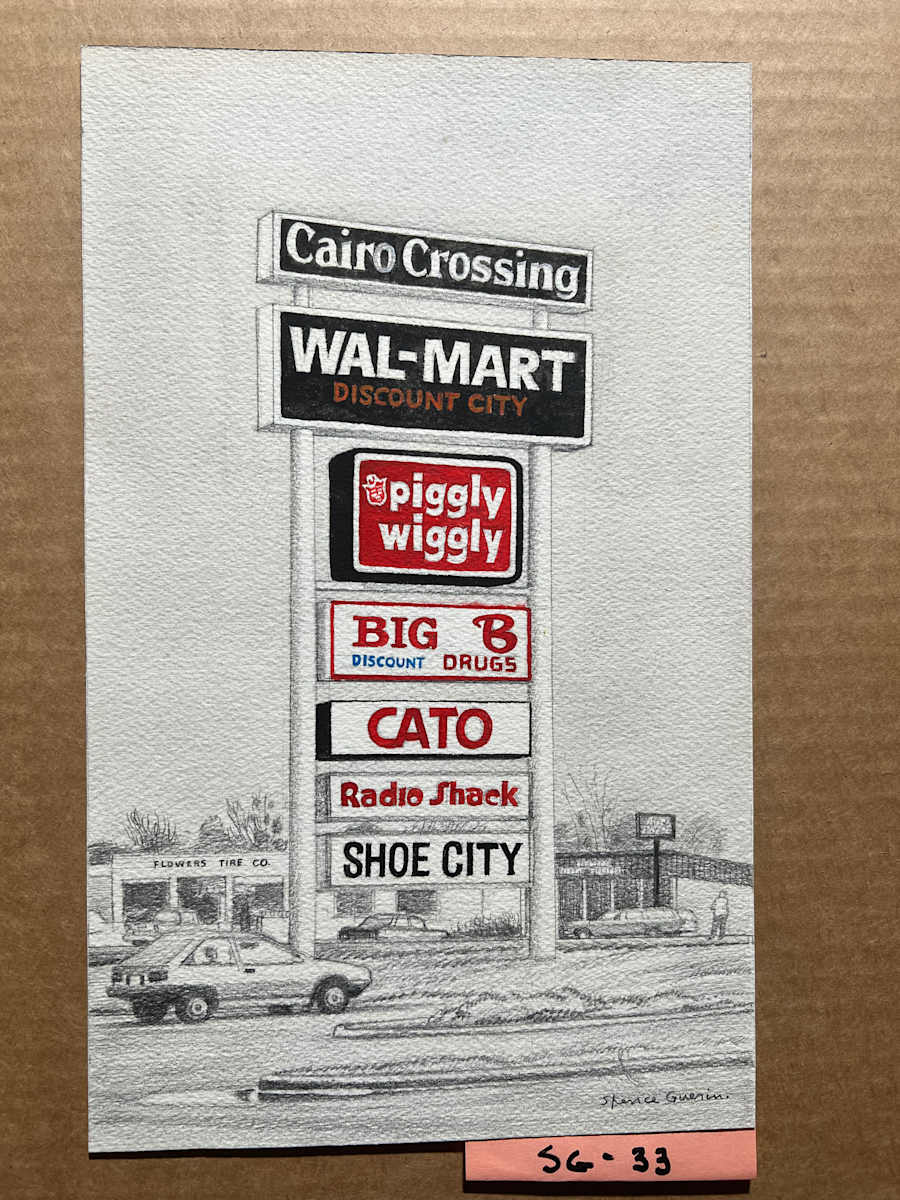 Cairo Crossing
WAL-MART
DISCOUNT CITY
piggly
wiggly
BIG B
DISCOUNT DRUGS
CATO
Radio Shack
SHOE CITY
FLOWERS TIRE CO.
Spence Guerin.
SG - 33